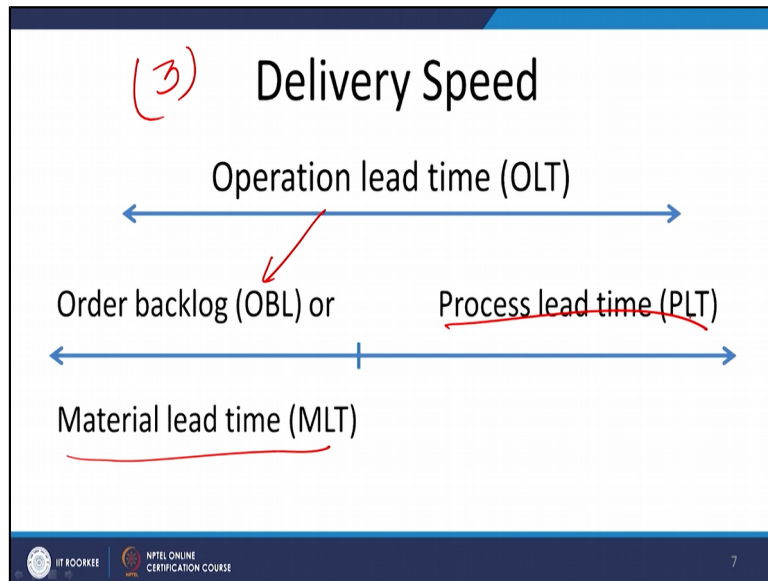 (3) Delivery Speed
Operation lead time (OLT)
Order backlog (OBL) or Process lead time (PLT)
Material lead time (MLT)
IIT ROORKEE
NPTEL ONLINE
CERTIFICATION COURSE
7